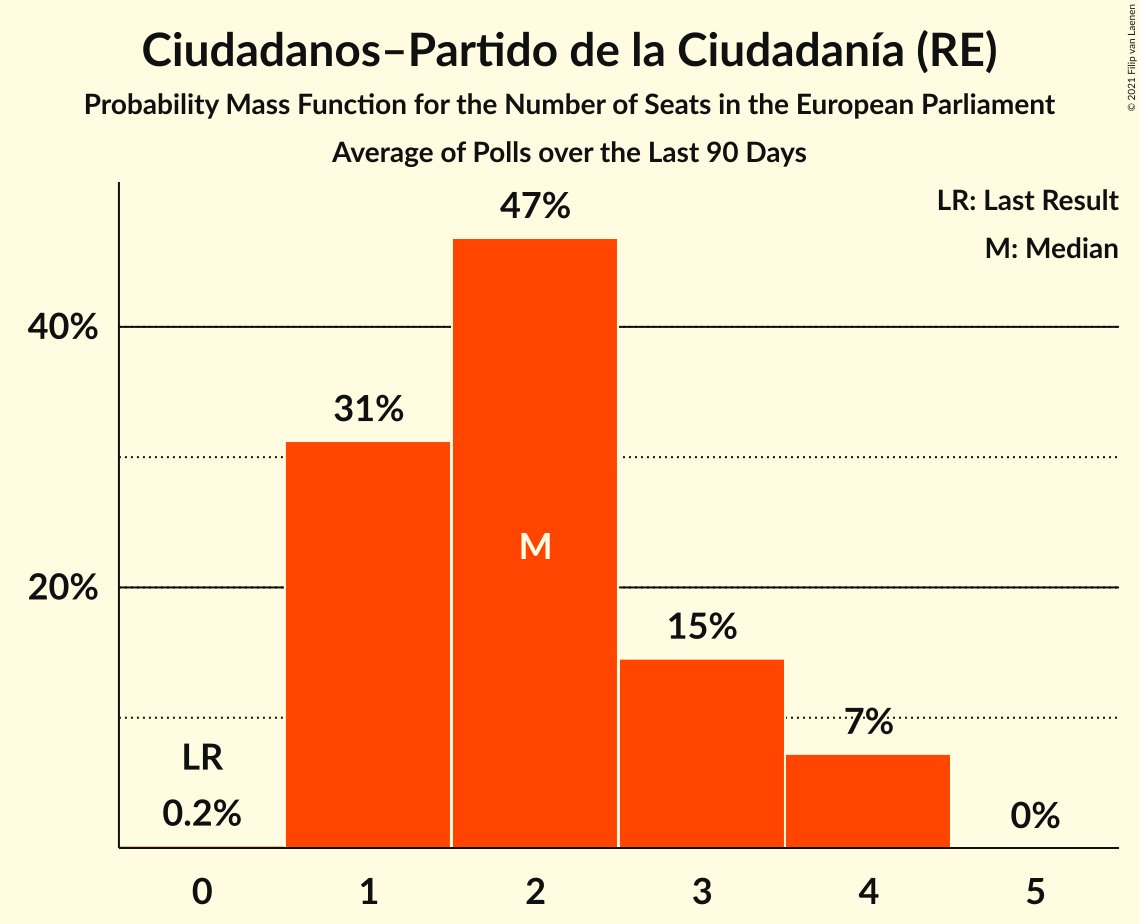 Ciudadanos–Partido de la Ciudadanía (RE)
Probability Mass Function for the Number of Seats in the European Parliament
Average of Polls over the Last 90 Days
© 2021 Filip van Laenen
LR: Last Result
M: Median
47%
40%
31%
M
20%
15%
7%
LR
0.2%
0%
0 1 2 3 4 5